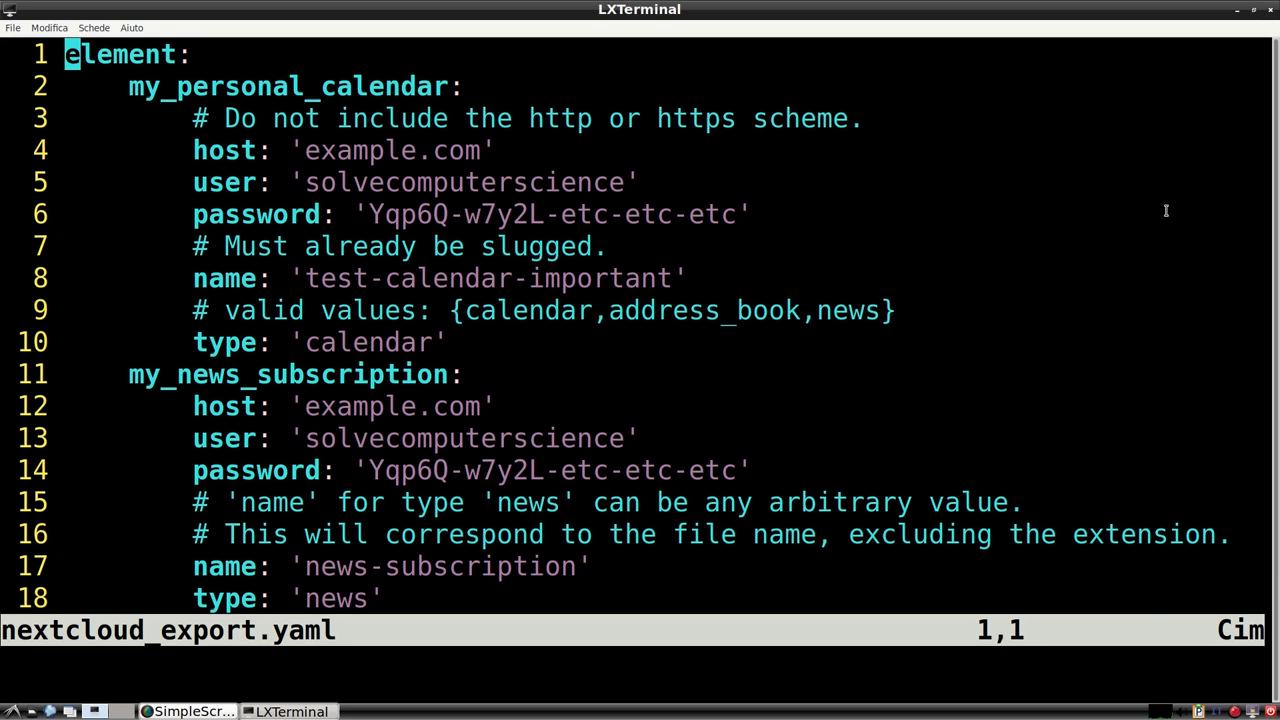 LXTerminal
File Modifica Schede Aiuto
1 element:
2 my_personal_calendar:
3 # Do not include the http or https scheme.
4 host: 'example.com'
5 user: 'solvecomputerscience'
6 password: 'Yqp6Q-w7y2L-etc-etc-etc'
7 # Must already be slugged.
8 name: 'test-calendar-important'
9 # valid values: {calendar,address_book,news}
10 type: 'calendar'
11 my_news_subscription:
12 host: 'example.com'
13 user: 'solvecomputerscience'
14 password: 'Yqp6Q-w7y2L-etc-etc-etc'
15 # 'name' for type 'news' can be any arbitrary value.
16 # This will correspond to the file name, excluding the extension.
17 name: 'news-subscription'
18 type: 'news'
nextcloud_export.yaml 1,1 Cim
SimpleScr... LXTerminal